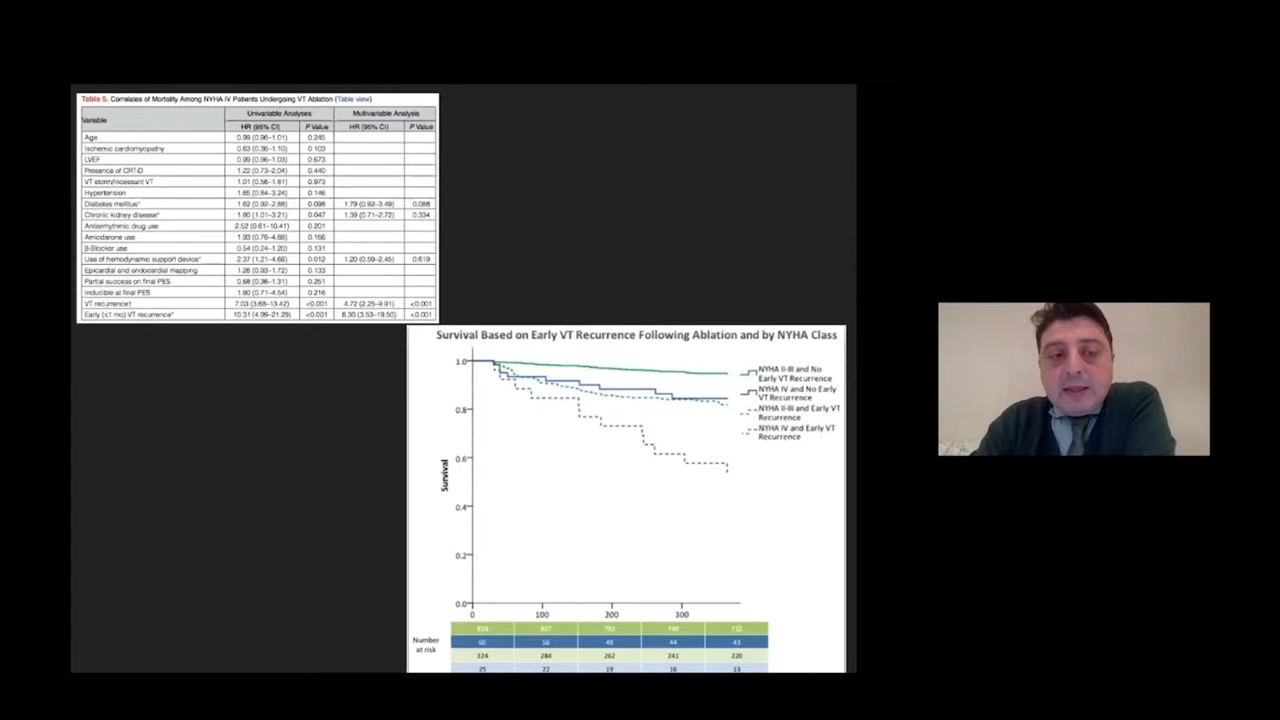 Table 5. Correlates of Mortality Among NYHA IV Patients Undergoing VT Ablation (Table view)
Variable Univariable Analyses Multivariable Analysis
HR (95% CI) P Value HR (95% CI) P Value
Age 0.99 (0.96–1.01) 0.245
Ischemic cardiomyopathy 0.63 (0.36–1.10) 0.103
LVEF 0.99 (0.96–1.03) 0.673
Presence of CRT-D 1.22 (0.73–2.04) 0.440
VT storm/incessant VT 1.01 (0.56–1.81) 0.973
Hypertension 1.65 (0.84–3.24) 0.146
Diabetes mellitus* 1.62 (0.92–2.88) 0.098 1.79 (0.92–3.49) 0.088
Chronic kidney disease* 1.80 (1.01–3.21) 0.047 1.39 (0.71–2.72) 0.334
Antiarrhythmic drug use 2.52 (0.61–10.41) 0.201
Amiodarone use 1.93 (0.76–4.88) 0.166
β-Blocker use 0.54 (0.24–1.20) 0.131
Use of hemodynamic support device* 2.37 (1.21–4.66) 0.012 1.20 (0.59–2.45) 0.619
Epicardial and endocardial mapping 1.26 (0.93–1.72) 0.133
Partial success on final PES 0.68 (0.36–1.31) 0.251
Inducible at final PES 1.80 (0.71–4.54) 0.216
VT recurrence† 7.03 (3.68–13.42) <0.001 4.72 (2.25–9.91) <0.001
Early (≤1 mo) VT recurrence* 10.31 (4.99–21.29) <0.001 8.30 (3.53–19.50) <0.001
Survival Based on Early VT Recurrence Following Ablation and by NYHA Class
NYHA II-III and No
Early VT Recurrence
NYHA IV and No Early
VT Recurrence
NYHA II-III and Early VT
Recurrence
NYHA IV and Early VT
Recurrence
Survival
1.0
0.8
0.6
0.4
0.2
0.0
0 100 200 300
Number
at risk
827 712
60 56 49 44 43
324 284 262 241 220
25 22 19 16 13